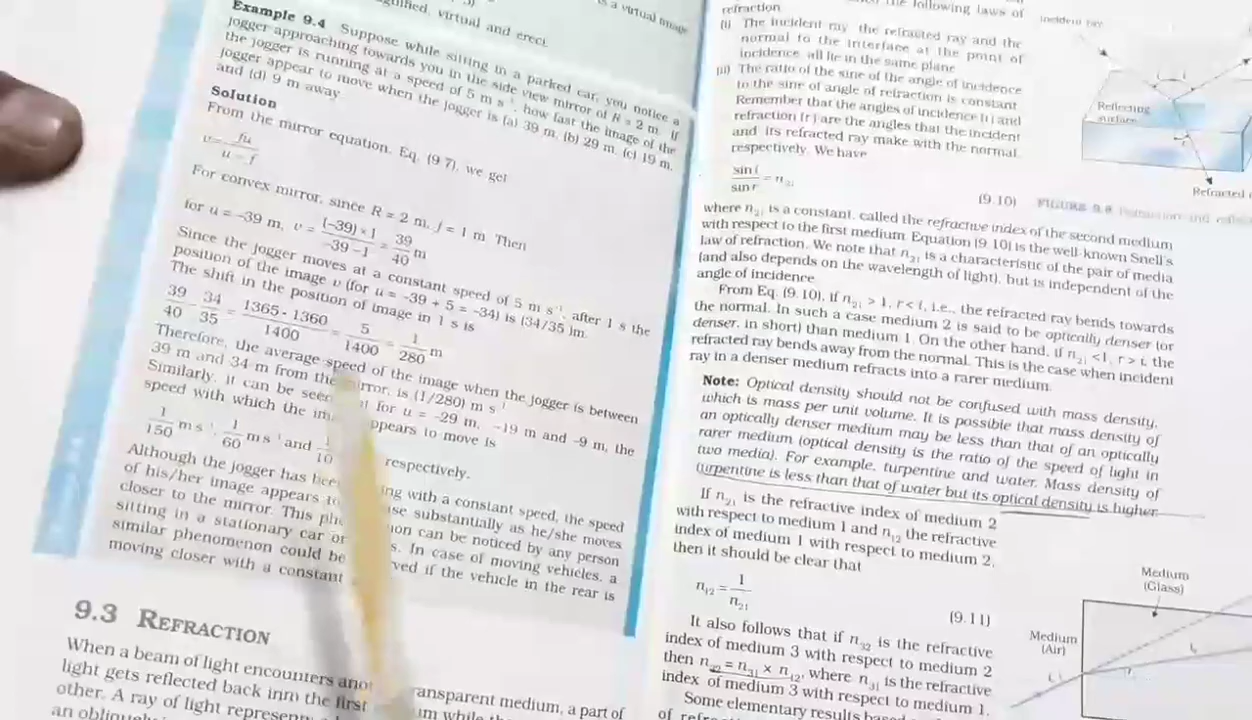 is a virtual image
virtual and erect.
Example 9.4 Suppose while sitting in a parked car, you notice a
jogger approaching towards you in the side view mirror of R = 2 m. If
the jogger is running at a speed of 5 m s⁻¹, how fast the image of the
jogger appear to move when the jogger is (a) 39 m, (b) 29 m, (c) 19 m,
and (d) 9 m away.
Solution
From the mirror equation, Eq. (9.7), we get
v = fu / u − f
For convex mirror, since R = 2 m, f = 1 m. Then
for u = −39 m, v = (−39) × 1 / −39 − 1 = 39/40 m
Since the jogger moves at a constant speed of 5 m s⁻¹, after 1 s the
position of the image v (for u = −39 + 5 = −34) is (34/35) m.
The shift in the position of image in 1 s is
39/40 − 34/35 = 1365 − 1360 / 1400 = 5/1400 = 1/280 m
Therefore, the average speed of the image when the jogger is between
39 m and 34 m from the mirror, is (1/280) m s⁻¹
Similarly, it can be seen for u = −29 m, −19 m and −9 m, the
speed with which the appears to move is
1/150 m s⁻¹, 1/60 m s⁻¹ and 1/10 respectively.
Although the jogger has been with a constant speed, the speed
of his/her image appears to substantially as he/she moves
closer to the mirror. This can be noticed by any person
sitting in a stationary car or In case of moving vehicles, a
similar phenomenon could be if the vehicle in the rear is
moving closer with a constant
9.3 REFRACTION
When a beam of light encounters transparent medium, a part of
light gets reflected back into the first
other. A ray of light
an
the following laws of
refraction.
(i) The incident ray, the refracted ray and the
normal to the interface at the point of
incidence, all lie in the same plane.
(ii) The ratio of the sine of the angle of incidence
to the sine of angle of refraction is constant.
Remember that the angles of incidence (i) and
refraction (r) are the angles that the incident
and its refracted ray make with the normal,
respectively. We have
sin i / sin r = n₂₁
(9.10)
where n₂₁ is a constant, called the refractive index of the second medium
with respect to the first medium. Equation (9.10) is the well-known Snell's
law of refraction. We note that n₂₁ is a characteristic of the pair of media
(and also depends on the wavelength of light), but is independent of the
angle of incidence.
From Eq. (9.10), if n₂₁ > 1, r < i, i.e., the refracted ray bends towards
the normal. In such a case medium 2 is said to be optically denser (or
denser, in short) than medium 1. On the other hand, if n₂₁ < 1, r > i, the
refracted ray bends away from the normal. This is the case when incident
ray in a denser medium refracts into a rarer medium.
Note: Optical density should not be confused with mass density,
which is mass per unit volume. It is possible that mass density of
an optically denser medium may be less than that of an optically
rarer medium (optical density is the ratio of the speed of light in
two media). For example, turpentine and water. Mass density of
turpentine is less than that of water but its optical density is higher.
If n₂₁ is the refractive index of medium 2
with respect to medium 1 and n₁₂ the refractive
index of medium 1 with respect to medium 2,
then it should be clear that
n₁₂ = 1/n₂₁
(9.11)
It also follows that if n₃₂ is the refractive
index of medium 3 with respect to medium 2
then n₃₂ = n₃₁ × n₁₂, where n₃₁ is the refractive
index of medium 3 with respect to medium 1.
Some elementary results based
incident ray
Reflecting
surface
Refracted
FIGURE 9.8
Medium
(Glass)
Medium
(Air)